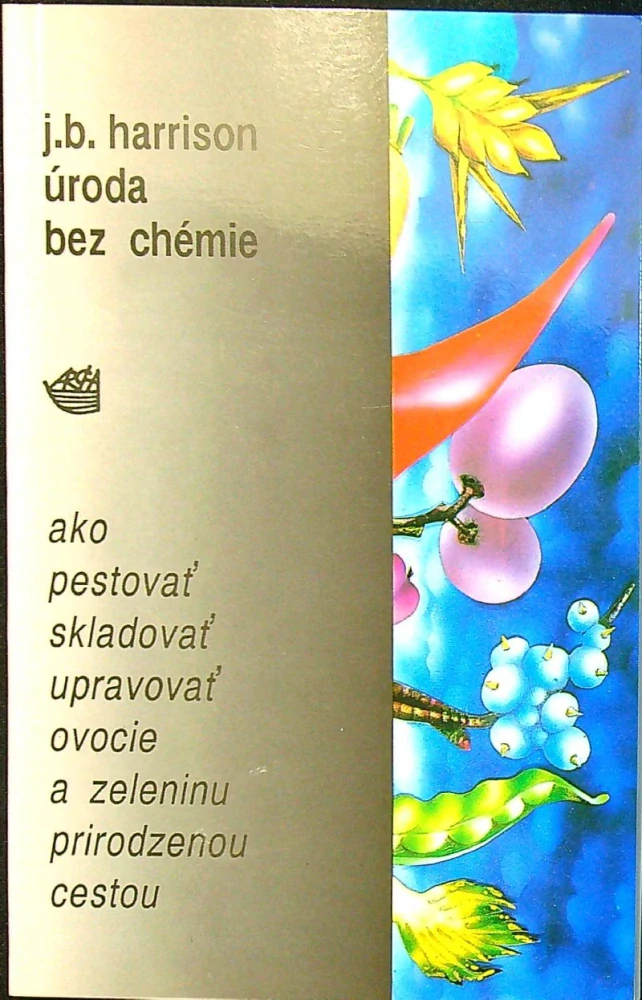 j.b. harrison
úroda
bez chémie
ako
pestovať
skladovať
upravovať
ovocie
a zeleninu
prirodzenou
cestou